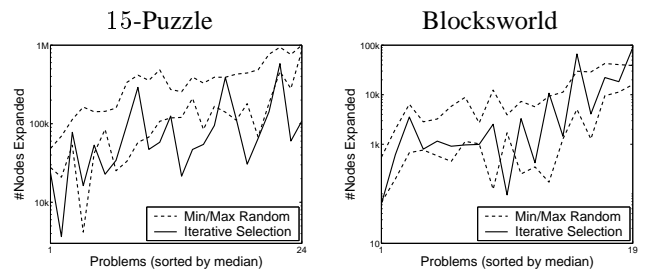 15-Puzzle
1M
100k
10k
#Nodes Expanded
Min/Max Random
Iterative Selection
1
24
Problems (sorted by median)
Blocksworld
100k
10k
1k
10
#Nodes Expanded
Min/Max Random
Iterative Selection
1
19
Problems (sorted by median)